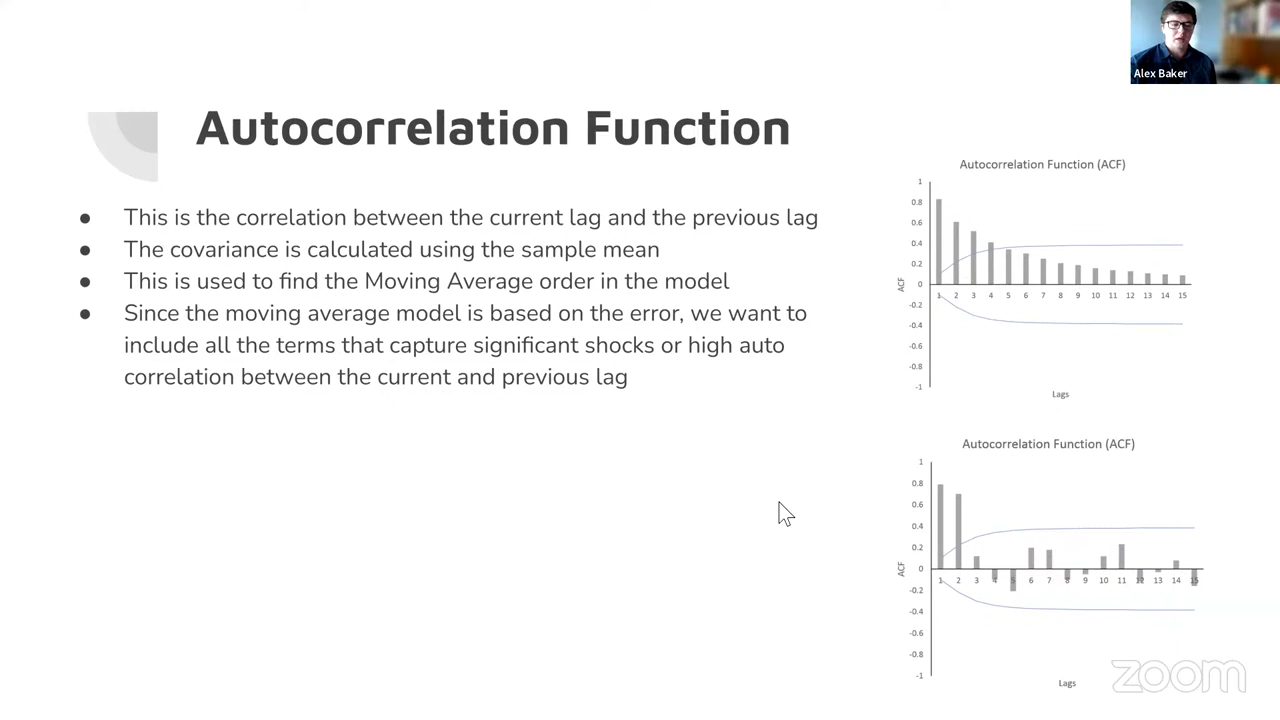 Alex Baker
Autocorrelation Function
● This is the correlation between the current lag and the previous lag
● The covariance is calculated using the sample mean
● This is used to find the Moving Average order in the model
● Since the moving average model is based on the error, we want to
include all the terms that capture significant shocks or high auto
correlation between the current and previous lag
Autocorrelation Function (ACF)
1
0.8
0.6
0.4
0.2
0
-0.2
-0.4
-0.6
-0.8
-1
ACF
1 2 3 4 5 6 7 8 9 10 11 12 13 14 15
Lags
Autocorrelation Function (ACF)
1
0.8
0.6
0.4
0.2
0
-0.2
-0.4
-0.6
-0.8
-1
ACF
1 2 3 4 5 6 7 8 9 10 11 12 13 14 15
Lags
zoom